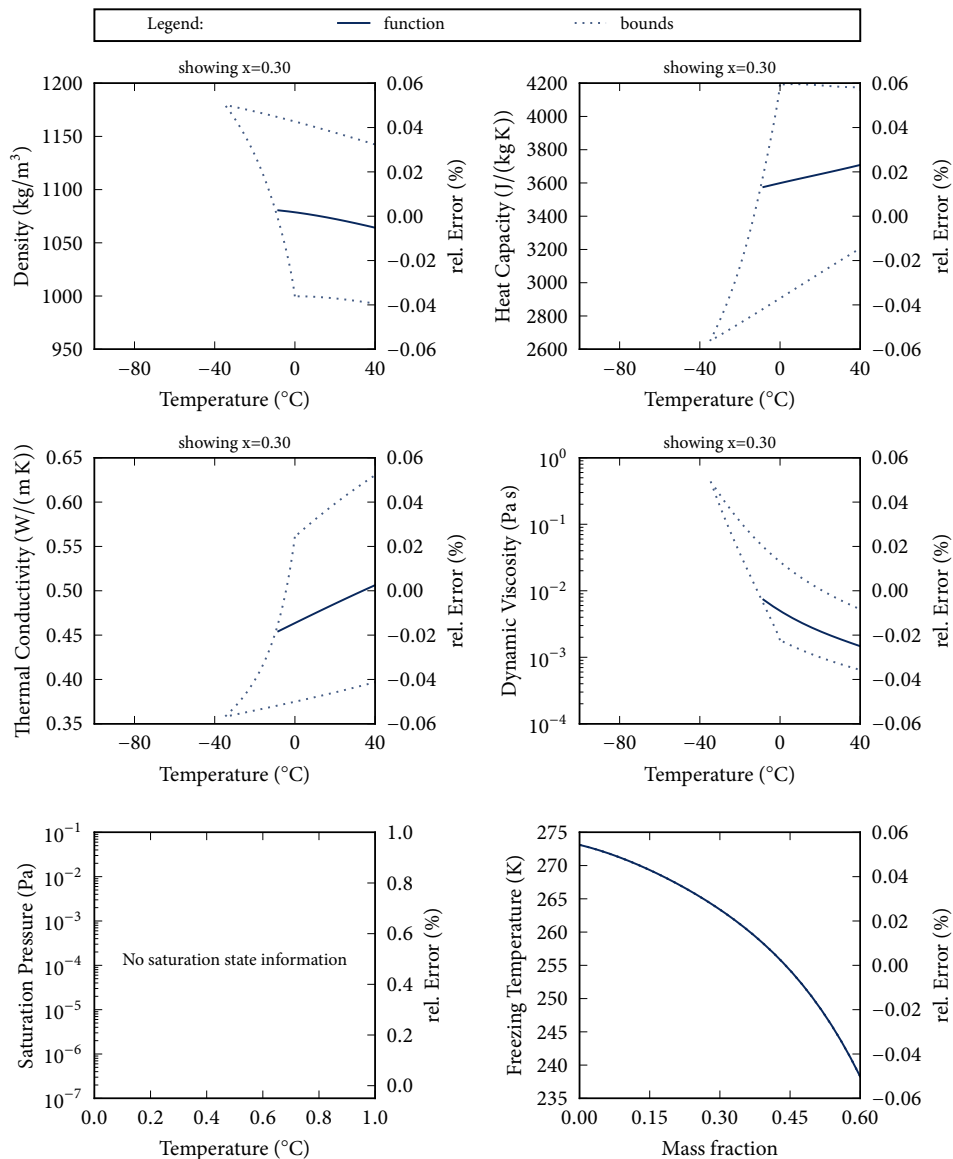 Legend: function bounds
showing x=0.30
Density (kg/m³)
1200
1150
1100
1050
1000
950
0.06
0.04
0.02
0.00
−0.02
−0.04
−0.06
rel. Error (%)
−80 −40 0 40
Temperature (°C)
showing x=0.30
Heat Capacity (J/(kg K))
4200
4000
3800
3600
3400
3200
3000
2800
2600
0.06
0.04
0.02
0.00
−0.02
−0.04
−0.06
rel. Error (%)
−80 −40 0 40
Temperature (°C)
showing x=0.30
Thermal Conductivity (W/(m K))
0.65
0.60
0.55
0.50
0.45
0.40
0.35
0.06
0.04
0.02
0.00
−0.02
−0.04
−0.06
rel. Error (%)
−80 −40 0 40
Temperature (°C)
showing x=0.30
Dynamic Viscosity (Pa s)
10⁰
10⁻¹
10⁻²
10⁻³
10⁻⁴
0.06
0.04
0.02
0.00
−0.02
−0.04
−0.06
rel. Error (%)
−80 −40 0 40
Temperature (°C)
Saturation Pressure (Pa)
10⁻¹
10⁻²
10⁻³
10⁻⁴
10⁻⁵
10⁻⁶
10⁻⁷
No saturation state information
1.0
0.8
0.6
0.4
0.2
0.0
rel. Error (%)
0.0 0.2 0.4 0.6 0.8 1.0
Temperature (°C)
Freezing Temperature (K)
275
270
265
260
255
250
245
240
235
0.06
0.04
0.02
0.00
−0.02
−0.04
−0.06
rel. Error (%)
0.00 0.15 0.30 0.45 0.60
Mass fraction